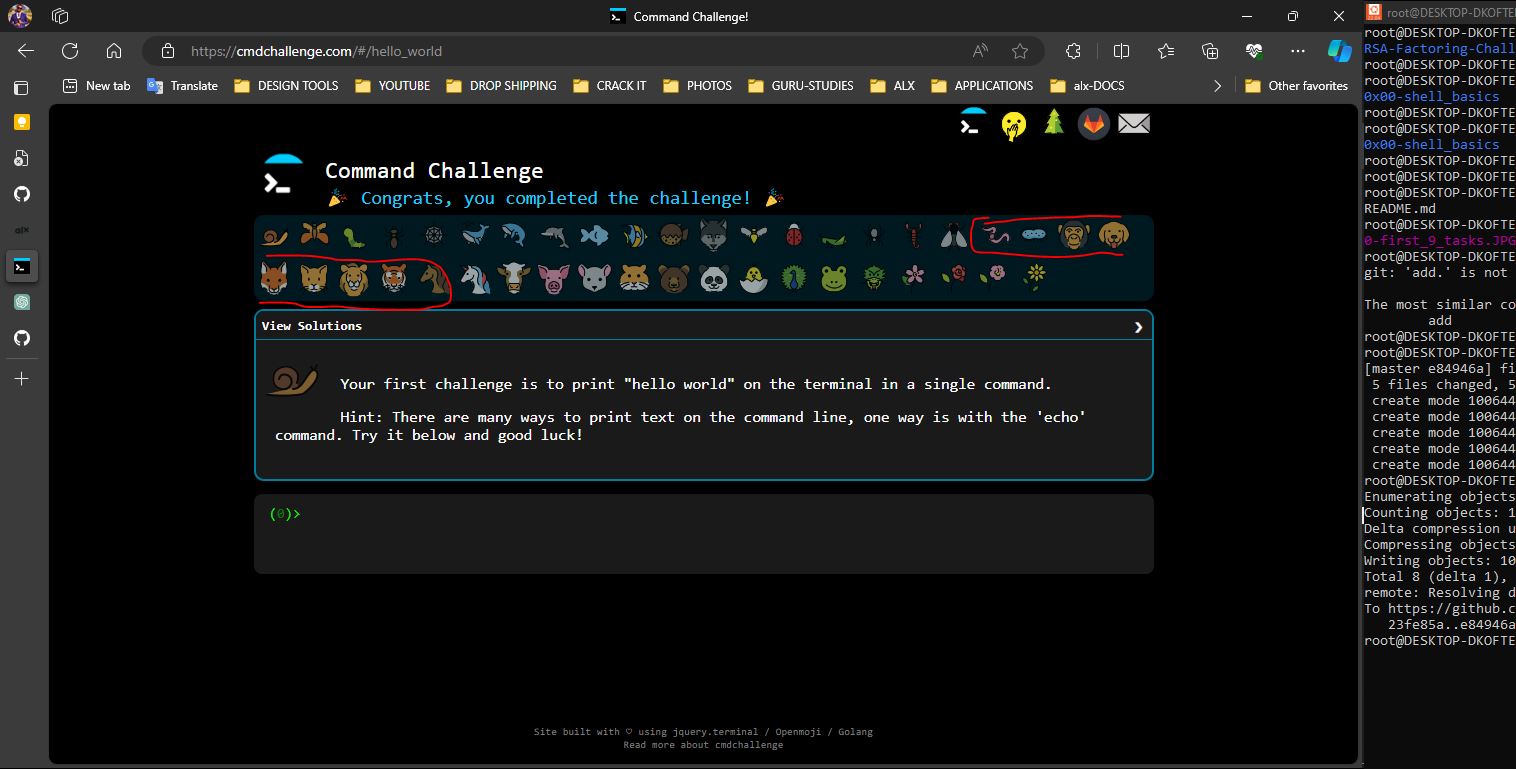 Command Challenge!
https://cmdchallenge.com/#/hello_world
New tab
Translate
DESIGN TOOLS
YOUTUBE
DROP SHIPPING
CRACK IT
PHOTOS
GURU-STUDIES
ALX
APPLICATIONS
alx-DOCS
Other favorites
alx
Command Challenge
Congrats, you completed the challenge!
View Solutions
Your first challenge is to print "hello world" on the terminal in a single command.
Hint: There are many ways to print text on the command line, one way is with the 'echo'
command. Try it below and good luck!
(0)>
Site built with ♡ using jquery.terminal / Openmoji / Golang
Read more about cmdchallenge
root@DESKTOP-DKOFTE
root@DESKTOP-DKOFTE
RSA-Factoring-Chall
root@DESKTOP-DKOFTE
root@DESKTOP-DKOFTE
0x00-shell_basics
root@DESKTOP-DKOFTE
root@DESKTOP-DKOFTE
0x00-shell_basics
root@DESKTOP-DKOFTE
root@DESKTOP-DKOFTE
root@DESKTOP-DKOFTE
README.md
root@DESKTOP-DKOFTE
0-first_9_tasks.JPG
root@DESKTOP-DKOFTE
git: 'add.' is not
The most similar co
add
root@DESKTOP-DKOFTE
root@DESKTOP-DKOFTE
[master e84946a] fi
5 files changed, 5
create mode 100644
create mode 100644
create mode 100644
create mode 100644
create mode 100644
root@DESKTOP-DKOFTE
Enumerating objects
Counting objects: 1
Delta compression u
Compressing objects
Writing objects: 10
Total 8 (delta 1),
remote: Resolving d
To https://github.c
23fe85a..e84946a
root@DESKTOP-DKOFTE